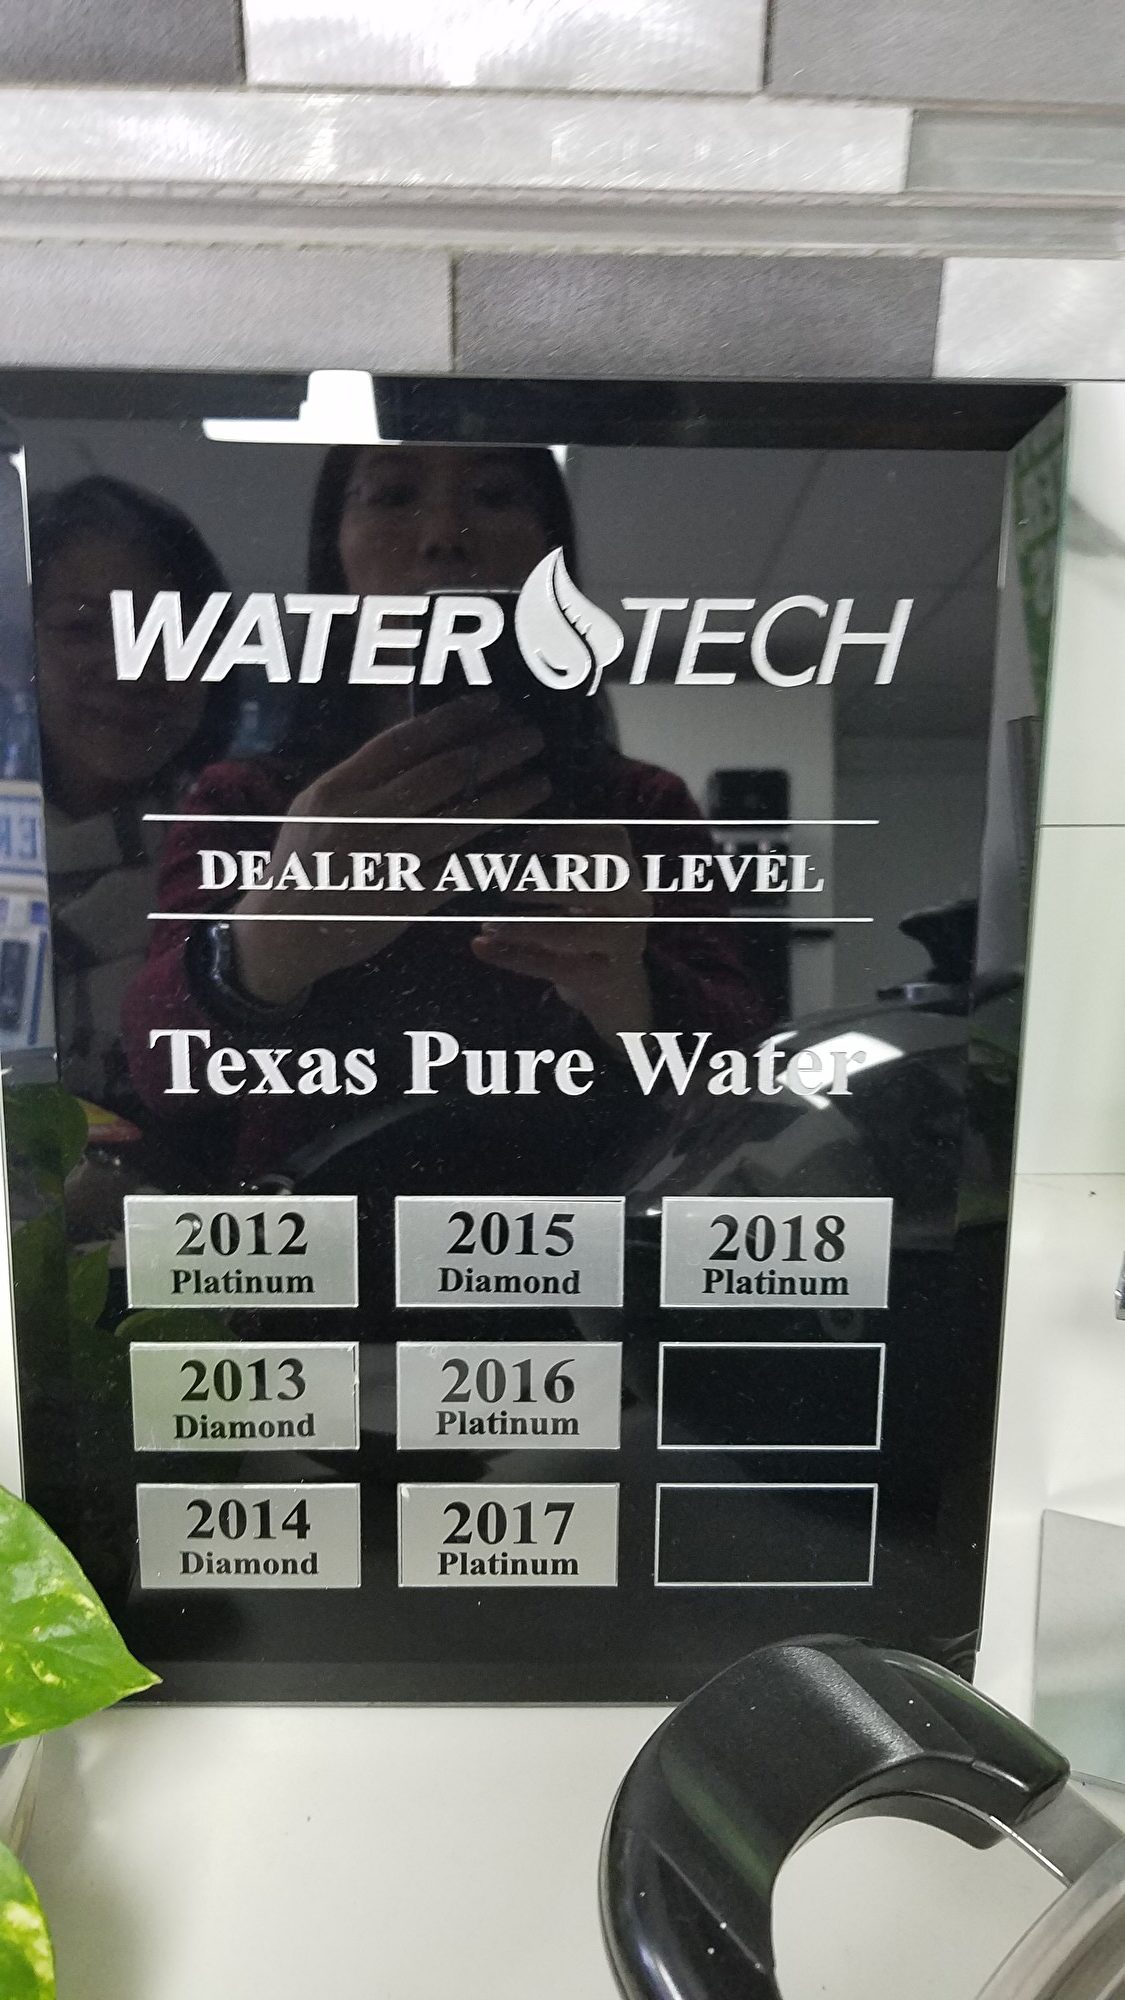 WATER TECH
DEALER AWARD LEVEL
Texas Pure Water
2012
Platinum
2013
Diamond
2014
Diamond
2015
Diamond
2016
Platinum
2017
Platinum
2018
Platinum